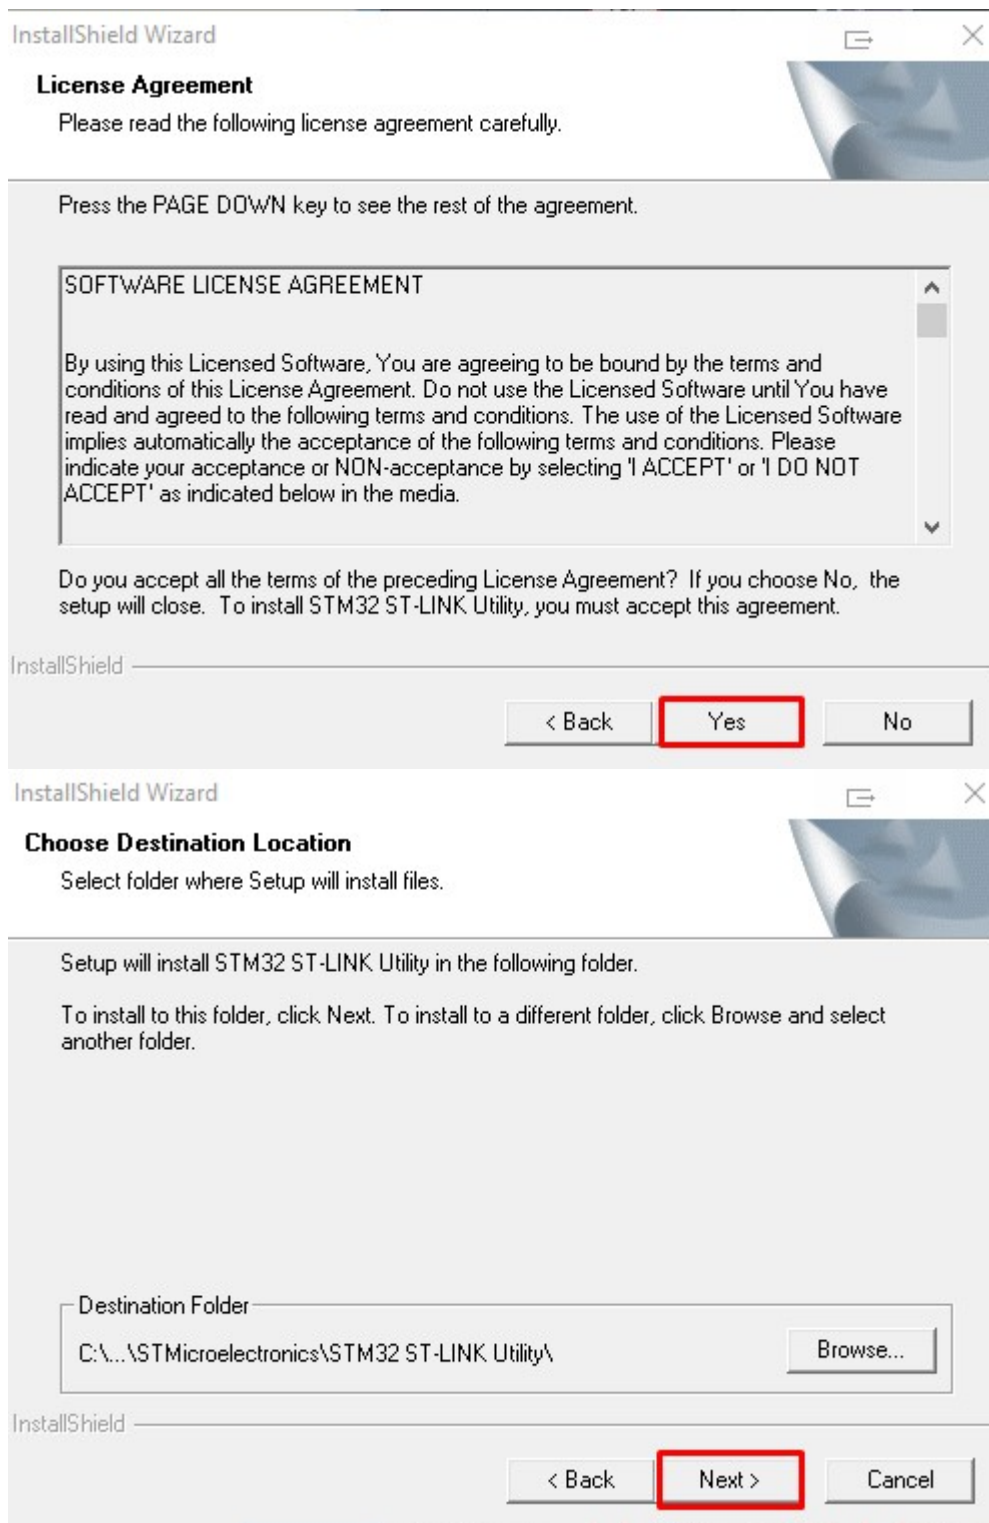 InstallShield Wizard
License Agreement
Please read the following license agreement carefully.
Press the PAGE DOWN key to see the rest of the agreement.
SOFTWARE LICENSE AGREEMENT
By using this Licensed Software, You are agreeing to be bound by the terms and
conditions of this License Agreement. Do not use the Licensed Software until You have
read and agreed to the following terms and conditions. The use of the Licensed Software
implies automatically the acceptance of the following terms and conditions. Please
indicate your acceptance or NON-acceptance by selecting 'I ACCEPT' or 'I DO NOT
ACCEPT' as indicated below in the media.
Do you accept all the terms of the preceding License Agreement? If you choose No, the
setup will close. To install STM32 ST-LINK Utility, you must accept this agreement.
InstallShield
< Back Yes No
InstallShield Wizard
Choose Destination Location
Select folder where Setup will install files.
Setup will install STM32 ST-LINK Utility in the following folder.
To install to this folder, click Next. To install to a different folder, click Browse and select
another folder.
Destination Folder
C:\...\STMicroelectronics\STM32 ST-LINK Utility\ Browse...
InstallShield
< Back Next > Cancel